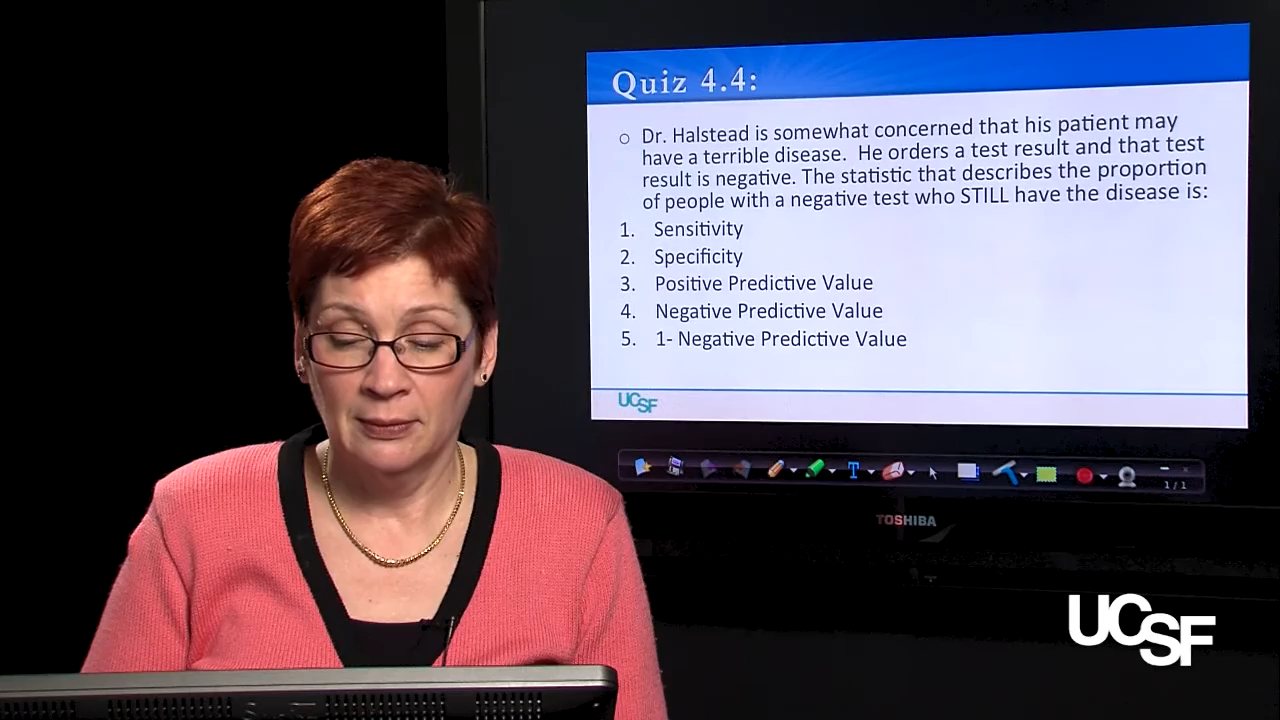 Quiz 4.4:
o Dr. Halstead is somewhat concerned that his patient may
have a terrible disease.  He orders a test result and that test
result is negative. The statistic that describes the proportion
of people with a negative test who STILL have the disease is:
1. Sensitivity
2. Specificity
3. Positive Predictive Value
4. Negative Predictive Value
5. 1- Negative Predictive Value
UCSF
T
1 / 1
TOSHIBA
UCSF